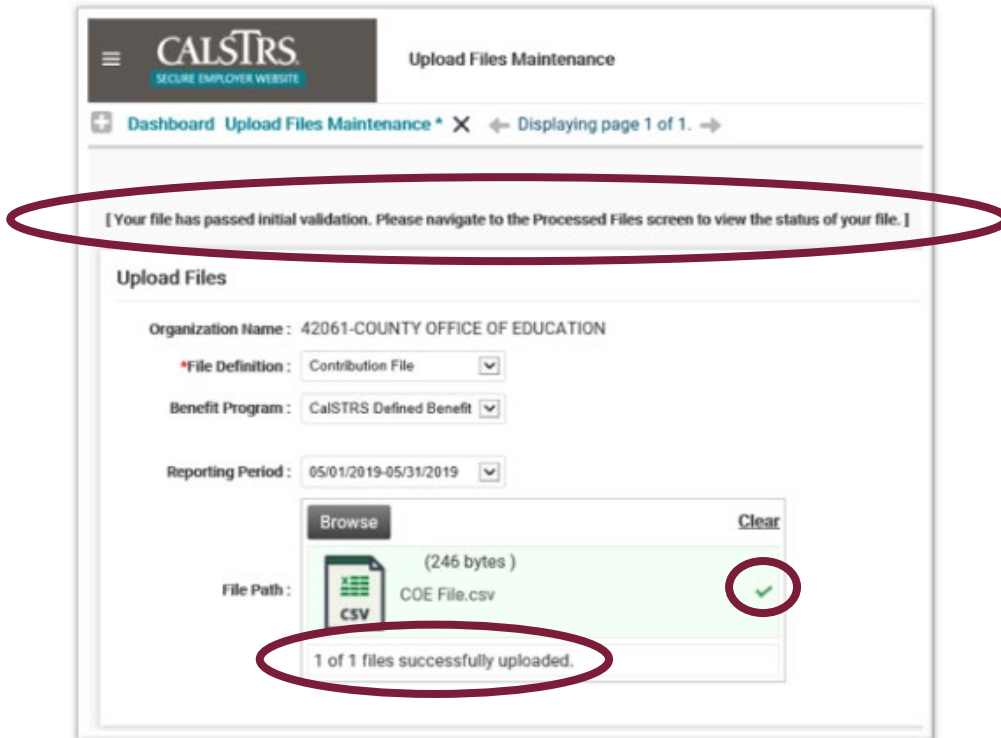 CALSTRS
SECURE EMPLOYER WEBSITE
Upload Files Maintenance
Dashboard Upload Files Maintenance * Displaying page 1 of 1.
[ Your file has passed initial validation. Please navigate to the Processed Files screen to view the status of your file. ]
Upload Files
Organization Name : 42061-COUNTY OFFICE OF EDUCATION
*File Definition : Contribution File
Benefit Program : CalSTRS Defined Benefit
Reporting Period : 05/01/2019-05/31/2019
Browse Clear
(246 bytes )
File Path : COE File.csv
CSV
1 of 1 files successfully uploaded.